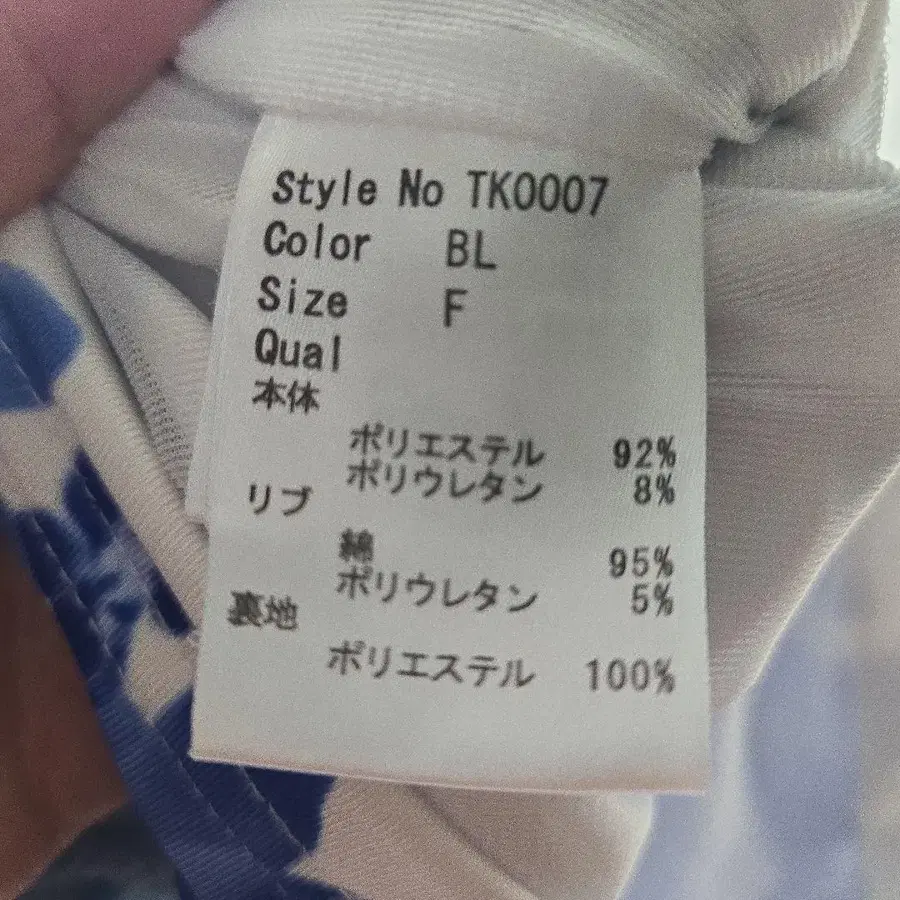 Style No TK0007
Color BL
Size F
Qual
本体
ポリエステル 92%
ポリウレタン 8%
リブ
綿 95%
ポリウレタン 5%
裏地
ポリエステル 100%